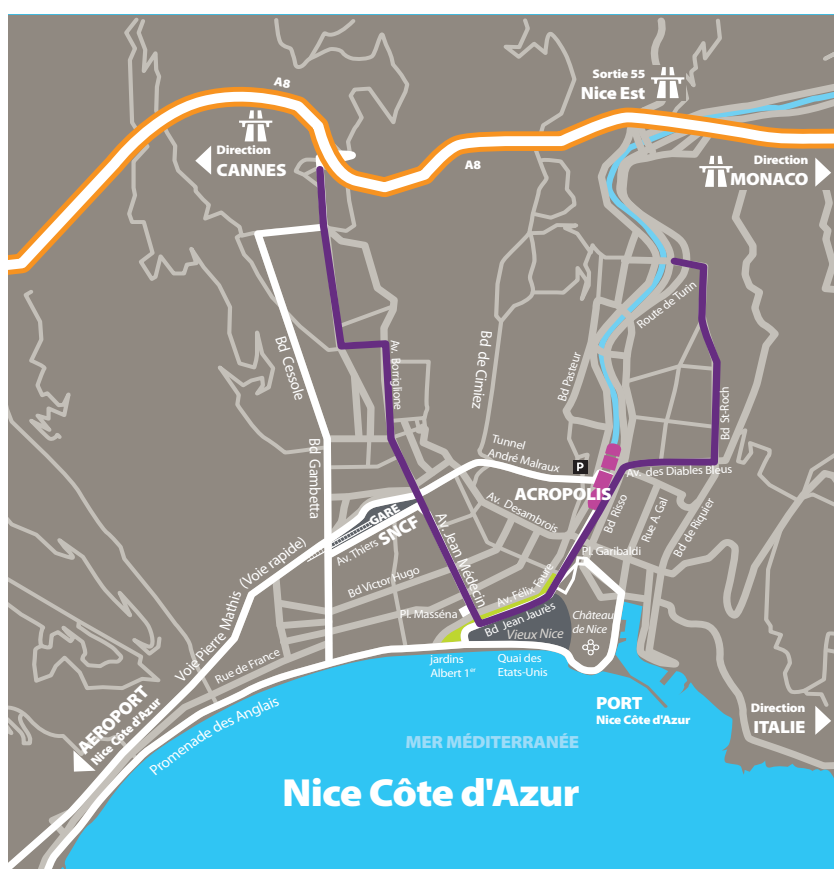 A8
Sortie 55
Nice Est
Direction
CANNES
A8
Direction
MONACO
Route de Turin
Bd Cessole
Av. Borriglione
Bd de Cimiez
Bd Pasteur
Bd St-Roch
Bd Gambetta
Tunnel
André Malraux
P
ACROPOLIS
Av. des Diables Bleus
Av. Desambrois
Bd Risso
Rue A. Gal
Bd de Riquier
GARE
SNCF
Av. Thiers
Av. Jean Médecin
Pl. Garibaldi
Voie Pierre Mathis (Voie rapide)
Bd Victor Hugo
Av. Félix Faure
Pl. Masséna
Bd Jean Jaurès
Vieux Nice
Château
de Nice
Rue de France
Jardins
Albert 1er
Quai des
Etats-Unis
AEROPORT
Nice Côte d'Azur
Promenade des Anglais
PORT
Nice Côte d'Azur
Direction
ITALIE
MER MÉDITERRANÉE
Nice Côte d'Azur